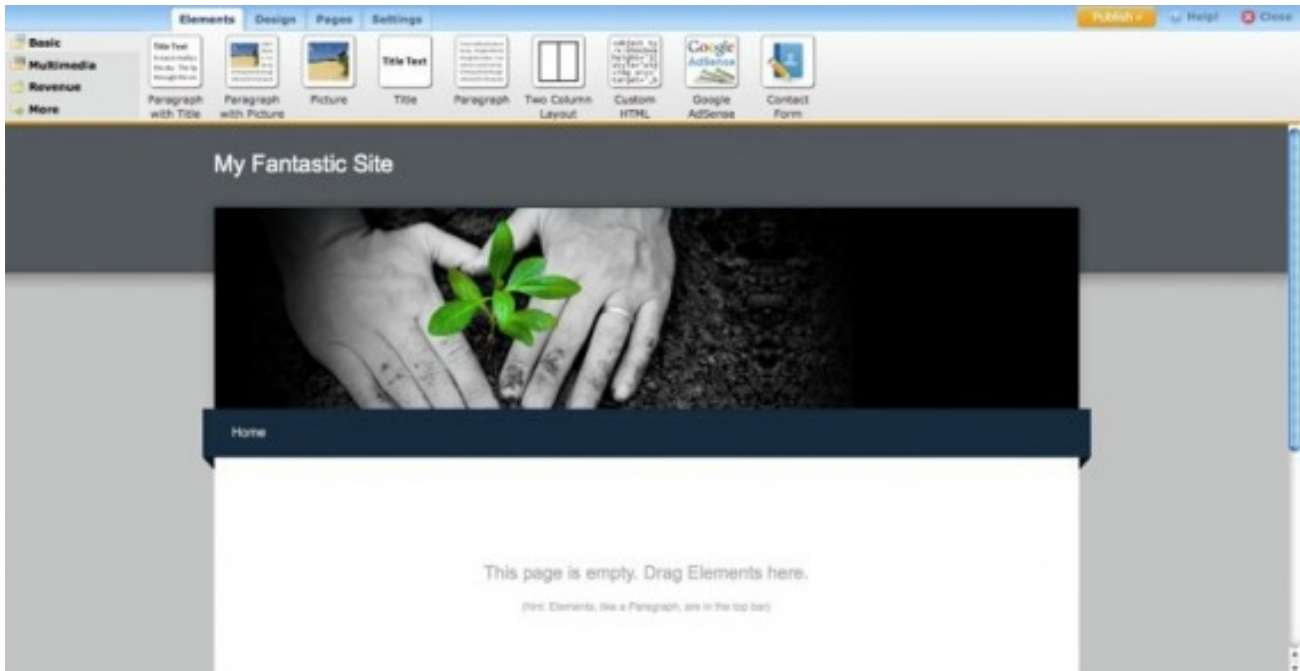 Elements Design Pages Settings
Publish Help! Close
Basic
Multimedia
Revenue
More
Title Text
Title Text
Google
AdSense
Paragraph with Title
Paragraph with Picture
Picture
Title
Paragraph
Two Column Layout
Custom HTML
Google AdSense
Contact Form
My Fantastic Site
Home
This page is empty. Drag Elements here.
(hint: Elements, like a Paragraph, are in the top bar)